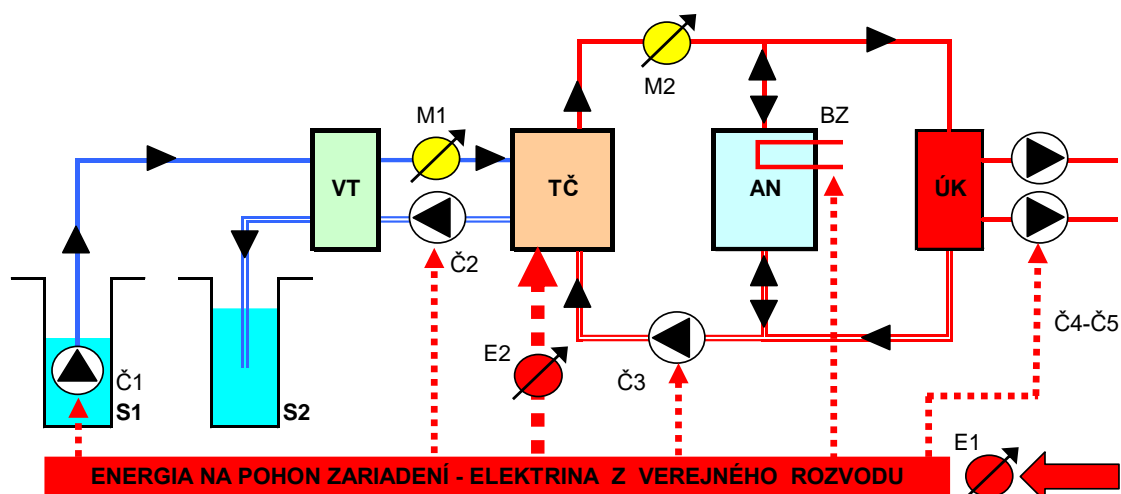 M2
M1
BZ
VT
TČ
AN
ÚK
Č2
Č4-Č5
E2
Č3
Č1
S1
S2
E1
ENERGIA NA POHON ZARIADENÍ - ELEKTRINA Z VEREJNÉHO ROZVODU